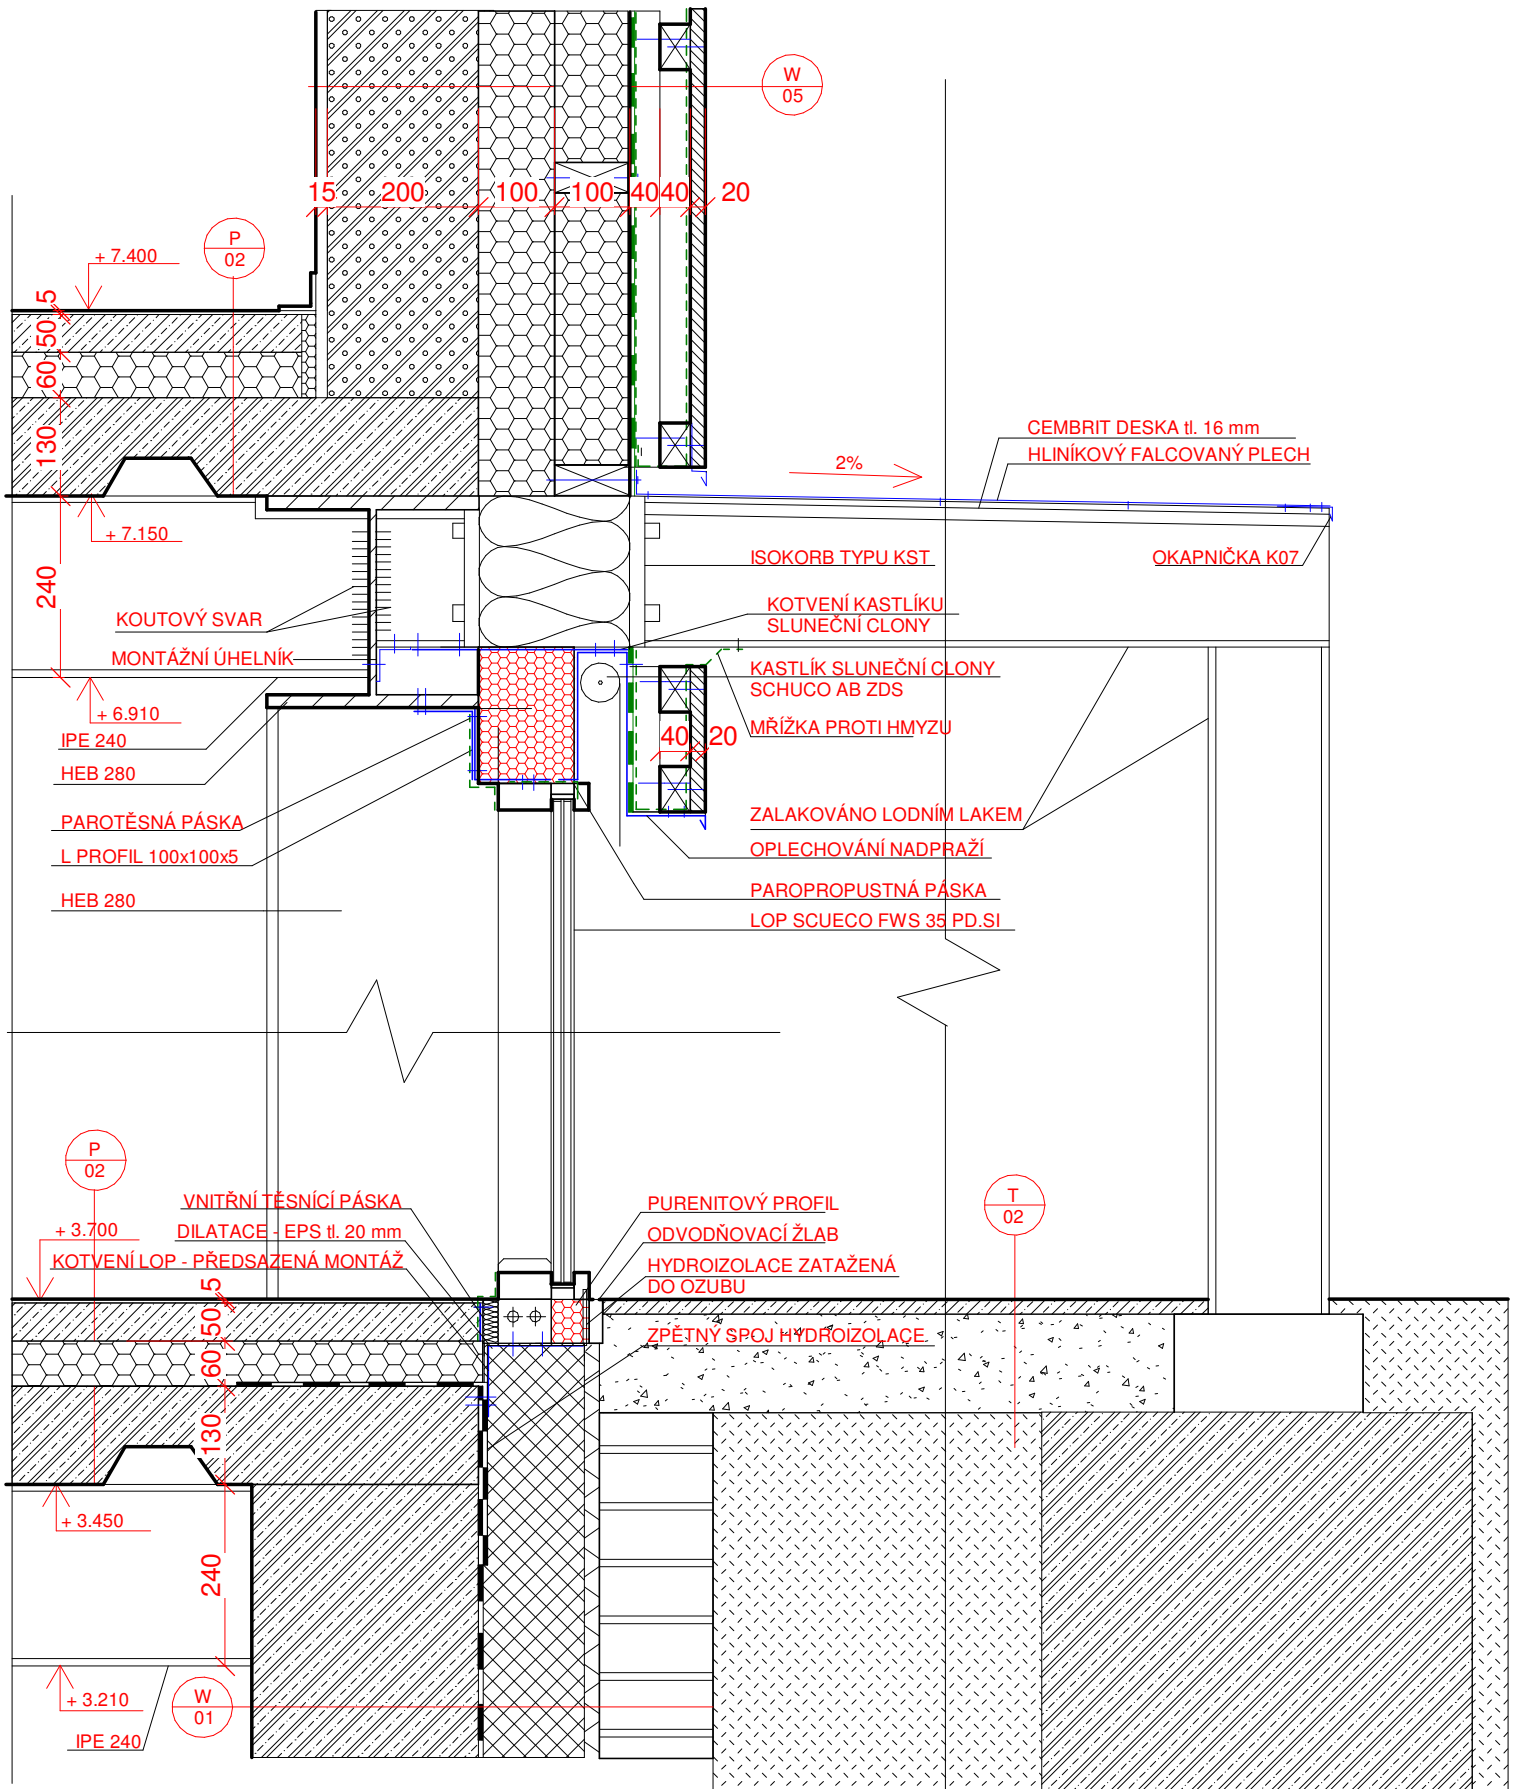 W
05
15 200 100 100 40 40 20
P
02
+ 7.400
5
50
60
130
240
CEMBRIT DESKA tl. 16 mm
HLINÍKOVÝ FALCOVANÝ PLECH
2%
+ 7.150
ISOKORB TYPU KST
OKAPNIČKA K07
KOUTOVÝ SVAR
KOTVENÍ KASTLÍKU
SLUNEČNÍ CLONY
MONTÁŽNÍ ÚHELNÍK
KASTLÍK SLUNEČNÍ CLONY
SCHUCO AB ZDS
+ 6.910
MŘÍŽKA PROTI HMYZU
40 20
IPE 240
HEB 280
PAROTĚSNÁ PÁSKA
ZALAKOVÁNO LODNÍM LAKEM
L PROFIL 100x100x5
OPLECHOVÁNÍ NADPRAŽÍ
HEB 280
PAROPROPUSTNÁ PÁSKA
LOP SCUECO FWS 35 PD.SI
P
02
T
02
VNITŘNÍ TĚSNÍCÍ PÁSKA
PURENITOVÝ PROFIL
+ 3.700
DILATACE - EPS tl. 20 mm
ODVODŇOVACÍ ŽLAB
KOTVENÍ LOP - PŘEDSAZENÁ MONTÁŽ
HYDROIZOLACE ZATAŽENÁ
DO OZUBU
5
50
60
130
240
ZPĚTNÝ SPOJ HYDROIZOLACE
+ 3.450
+ 3.210
W
01
IPE 240